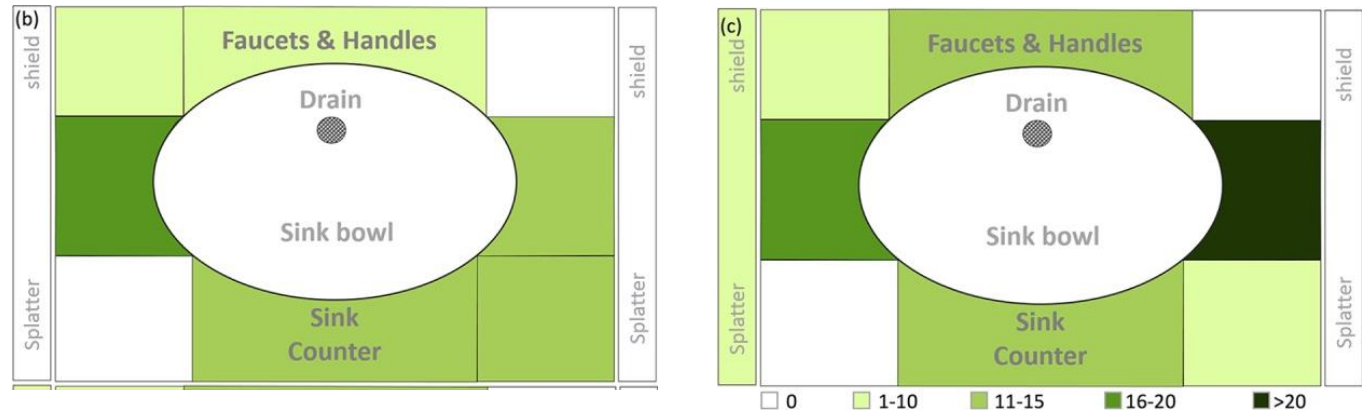 (b)
shield
Splatter
Faucets & Handles
Drain
Sink bowl
Sink
Counter
shield
Splatter
(c)
shield
Splatter
Faucets & Handles
Drain
Sink bowl
Sink
Counter
shield
Splatter
0 1-10 11-15 16-20 >20